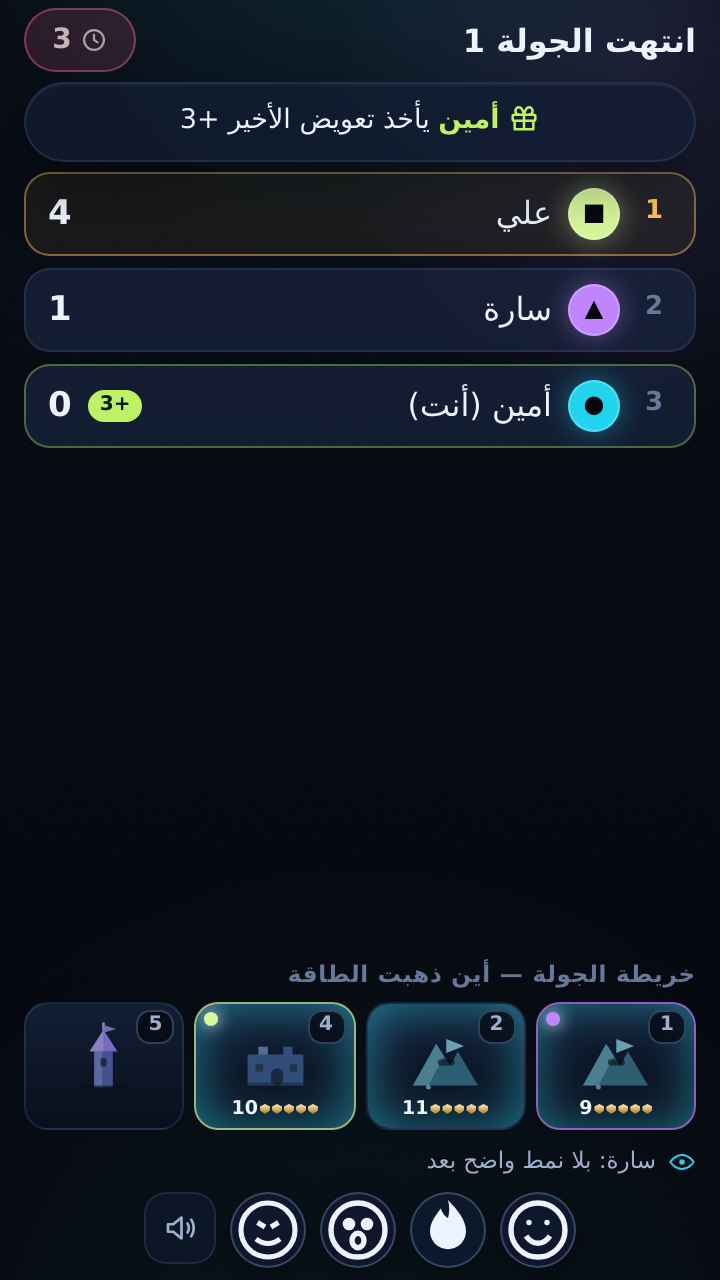 انتهت الجولة 1
3
أمين يأخذ تعويض الأخير +3
1 علي 4
2 سارة 1
3 أمين (أنت) +3 0
خريطة الجولة — أين ذهبت الطاقة
1 2 4 5
9 11 10
سارة: بلا نمط واضح بعد